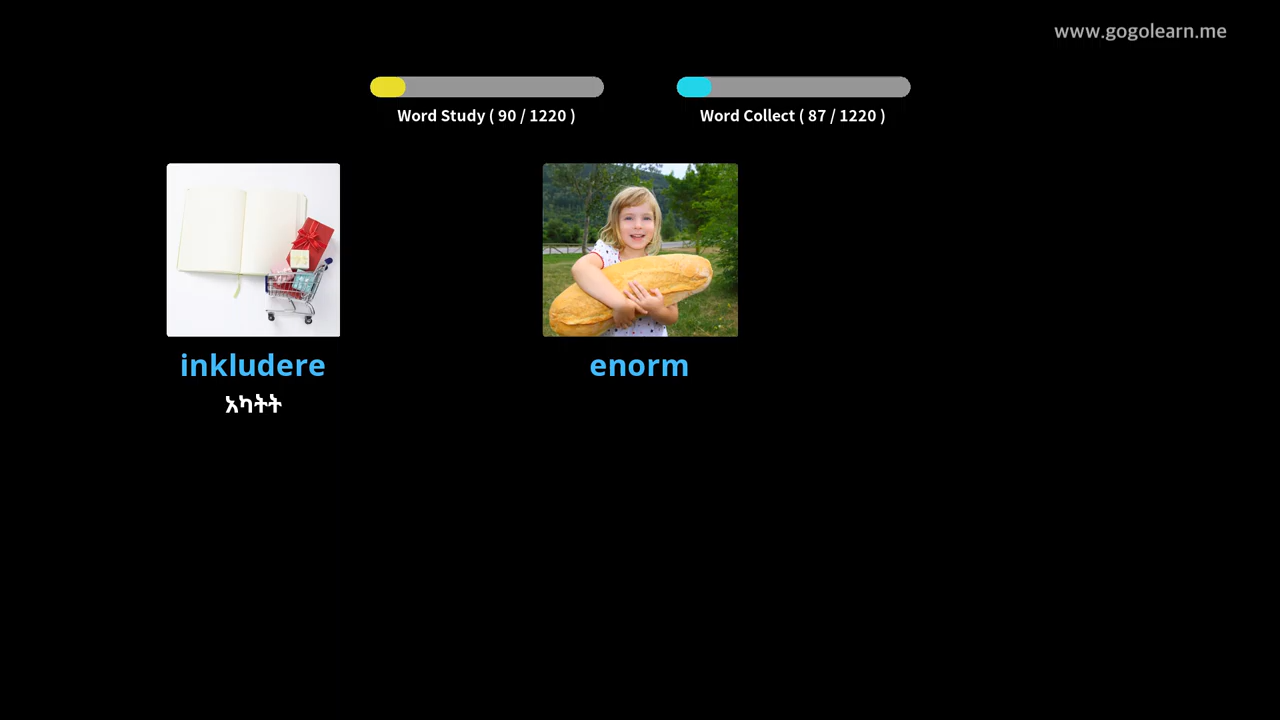 www.gogolearn.me
Word Study ( 90 / 1220 )
Word Collect ( 87 / 1220 )
inkludere
አካትት
enorm